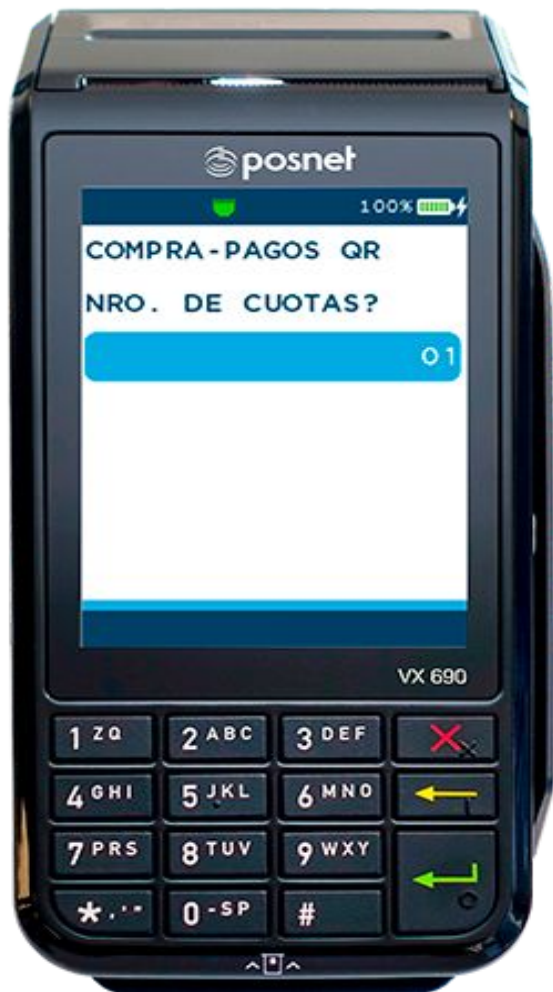 posnet
100%
COMPRA-PAGOS QR
NRO. DE CUOTAS?
01
VX 690
1 ZQ 2 ABC 3 DEF
4 GHI 5 JKL 6 MNO
7 PRS 8 TUV 9 WXY
*.'" 0-SP #